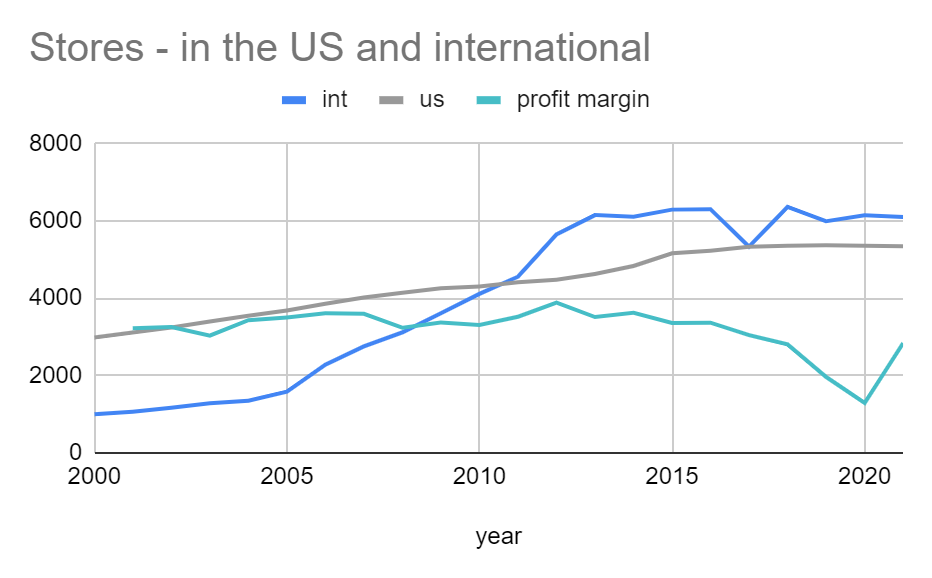 Stores - in the US and international
int us profit margin
8000
6000
4000
2000
0
2000 2005 2010 2015 2020
year